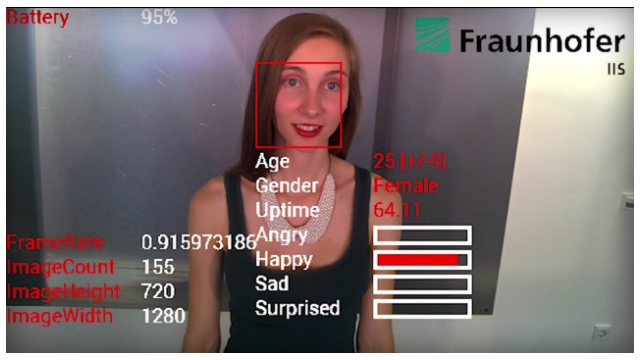 Battery 95%
Fraunhofer
IIS
Age 25 [+/-9]
Gender Female
Uptime 64.11
FrameRate 0.915973186
Angry
ImageCount 155
Happy
ImageHeight 720
Sad
ImageWidth 1280
Surprised